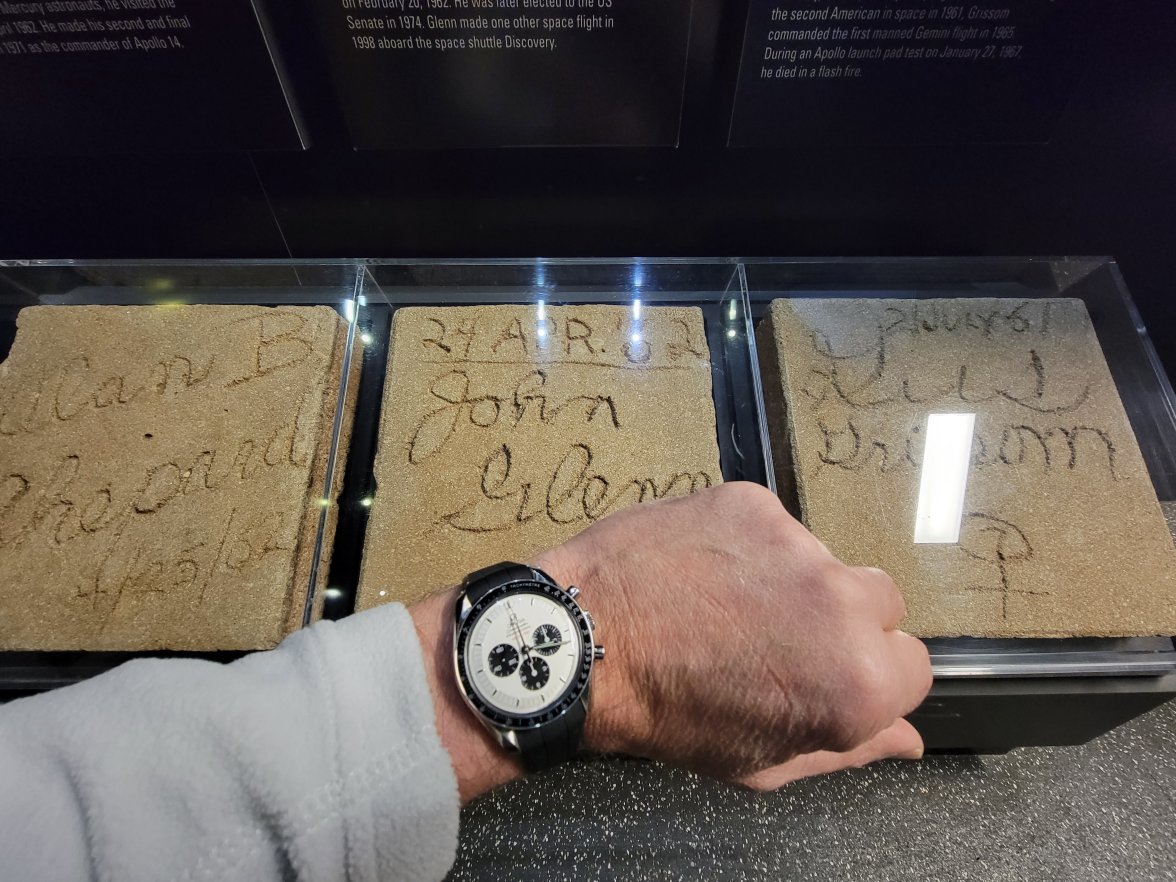 Mercury astronauts, he visited the
1962. He made his second and final
1971 as the commander of Apollo 14.
on February 20, 1962. He was later elected to the US
Senate in 1974. Glenn made one other space flight in
1998 aboard the space shuttle Discovery.
the second American in space in 1961, Grissom
commanded the first manned Gemini flight in 1965.
During an Apollo launch pad test on January 27, 1967,
he died in a flash fire.
Alan B
Shepard
4/25/62
24 APR. '62
John
Glenn
21 JULY 61
Grissom
TACHYMETRE